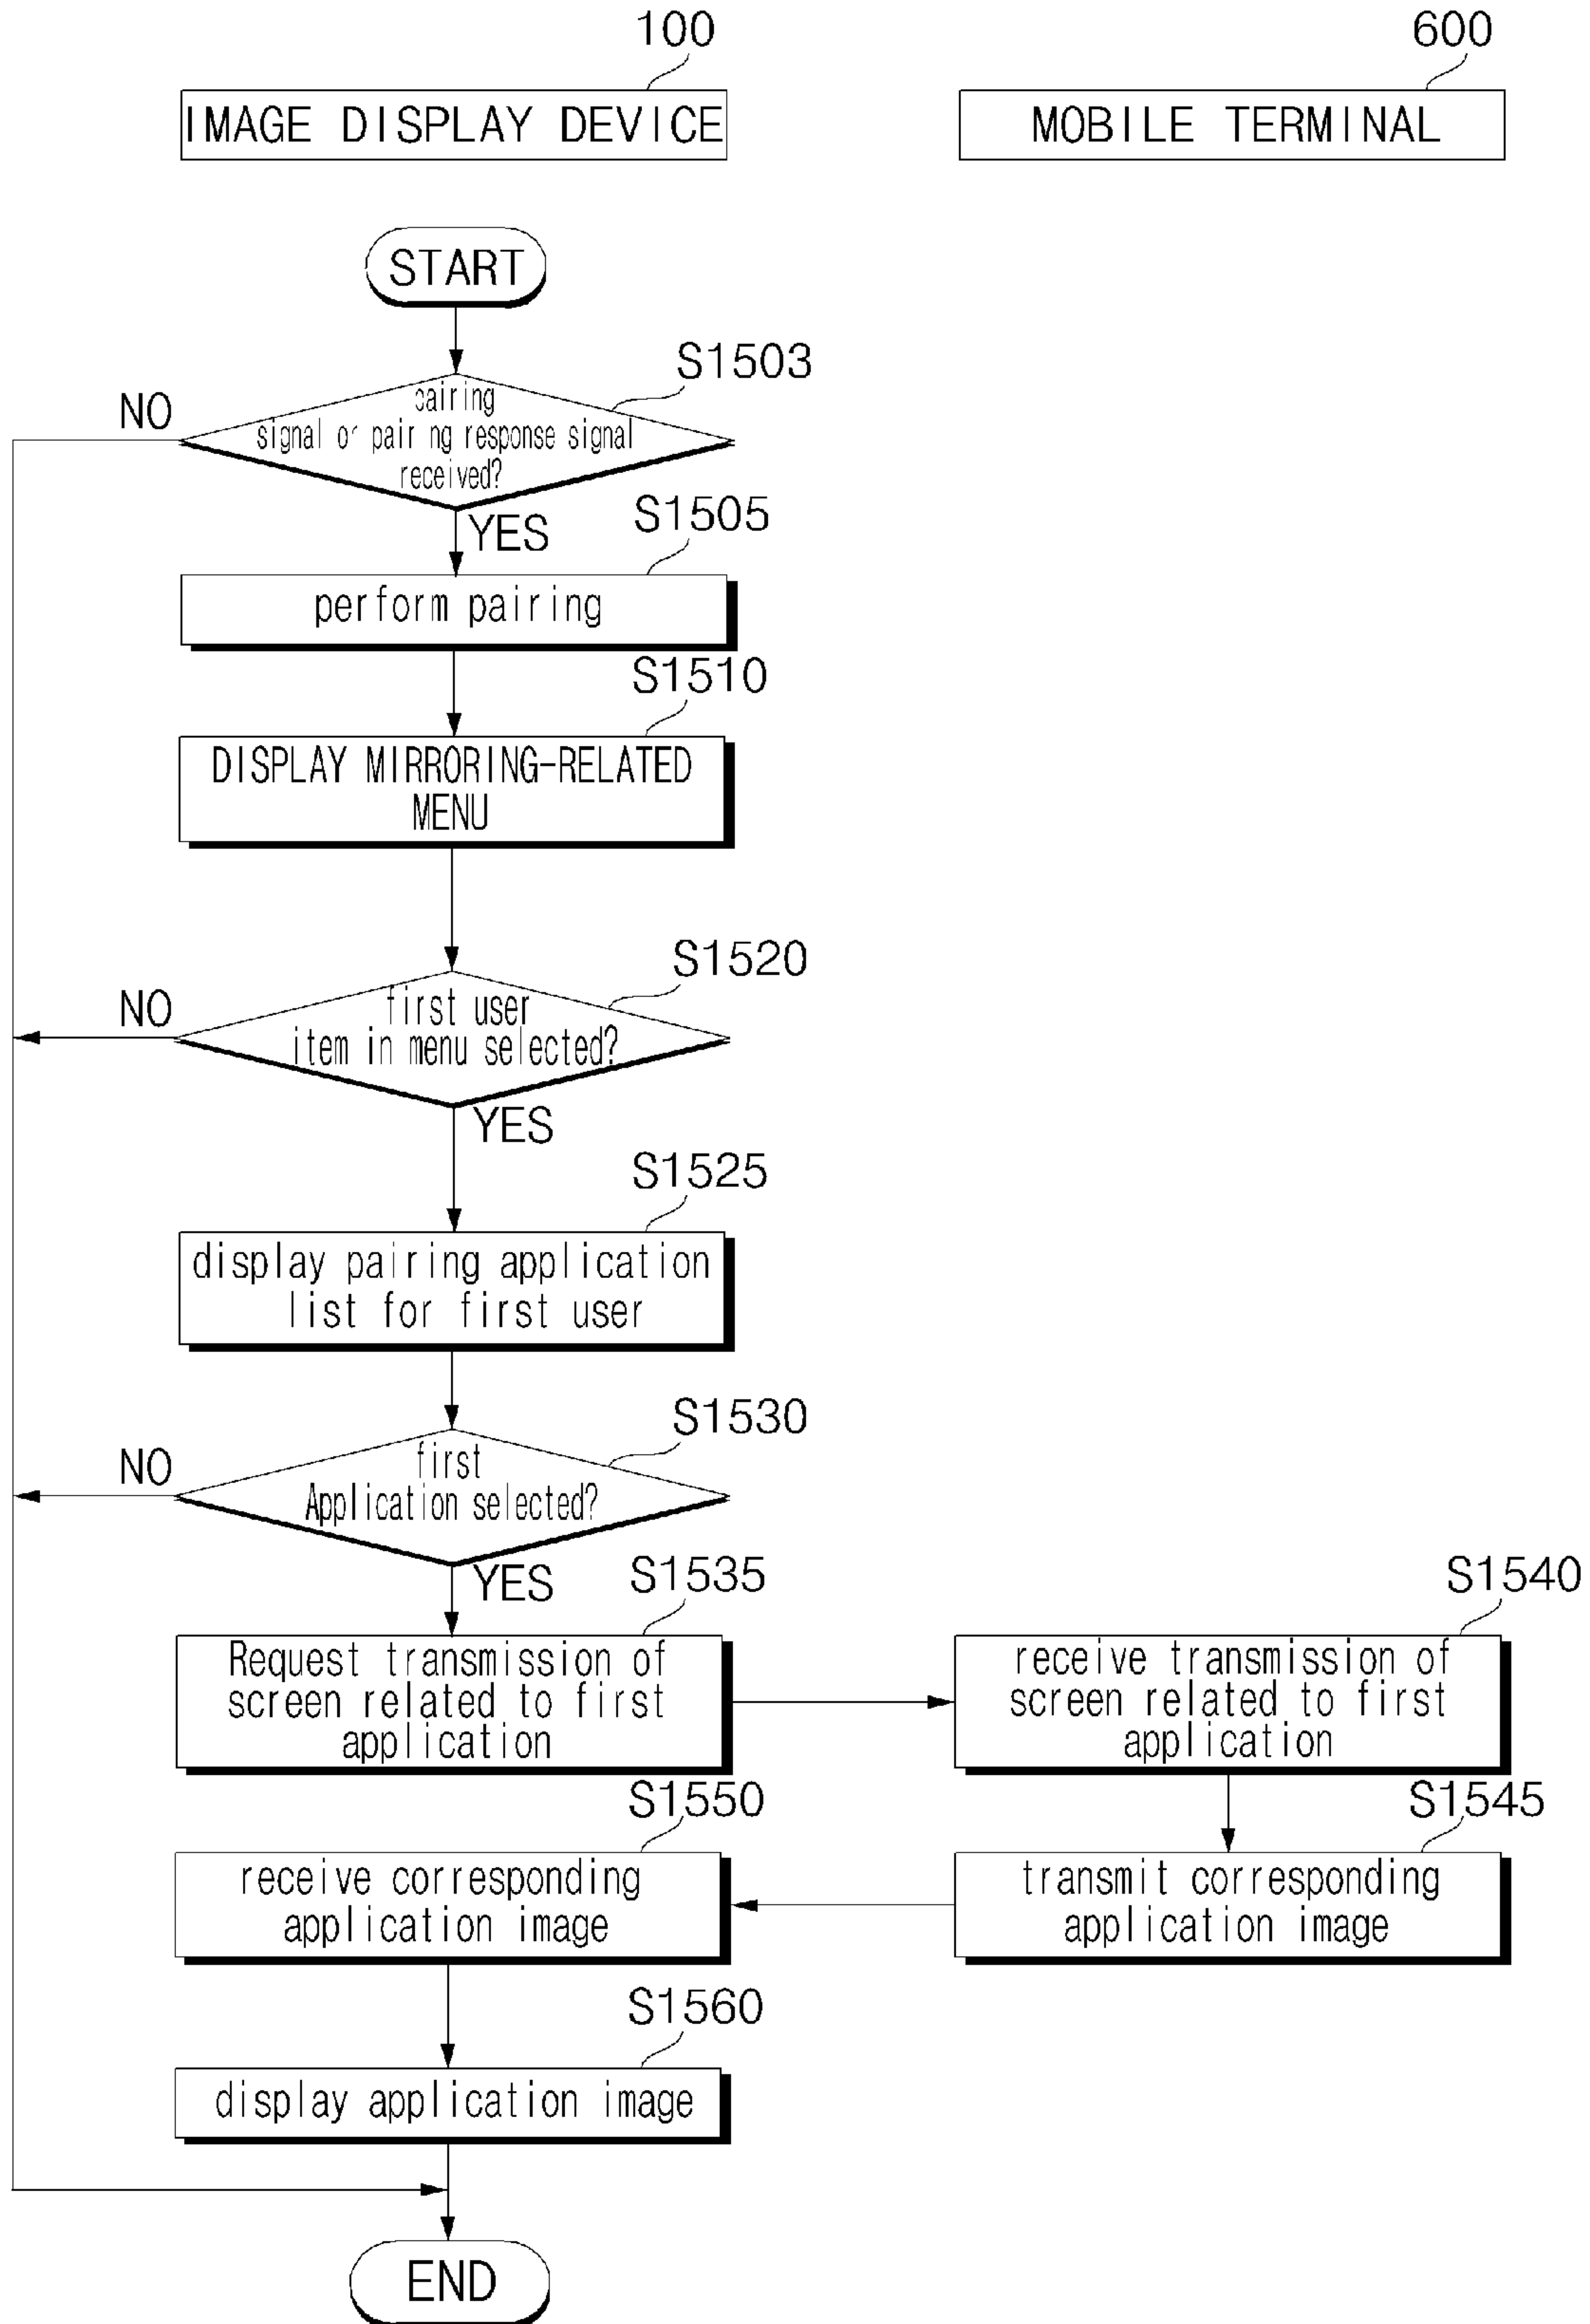 100
600
IMAGE DISPLAY DEVICE
MOBILE TERMINAL
START
S1503
NO
pairing
signal or pairing response signal
received?
YES
S1505
perform pairing
S1510
DISPLAY MIRRORING-RELATED
MENU
S1520
NO
first user
item in menu selected?
YES
S1525
display pairing application
list for first user
S1530
NO
first
Application selected?
YES
S1535
S1540
Request transmission of
screen related to first
application
receive transmission of
screen related to first
application
S1550
S1545
receive corresponding
application image
transmit corresponding
application image
S1560
display application image
END